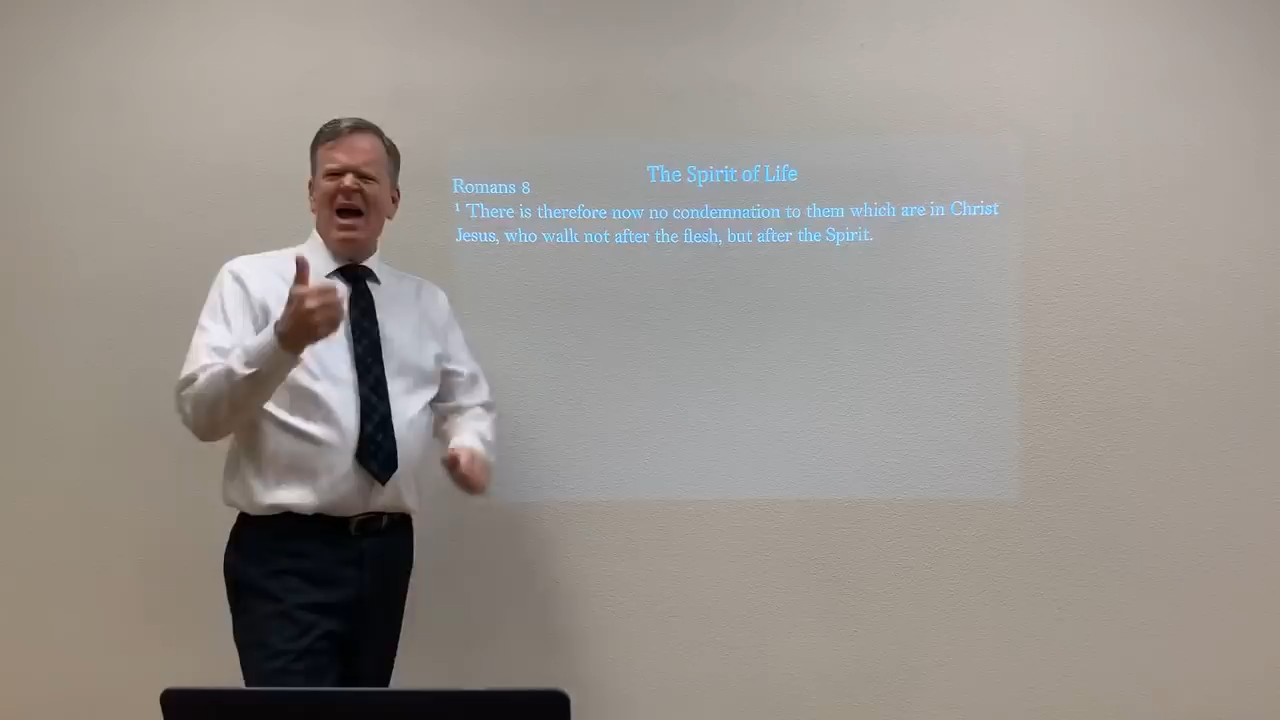 The Spirit of Life
Romans 8
¹ There is therefore now no condemnation to them which are in Christ
Jesus, who walk not after the flesh, but after the Spirit.